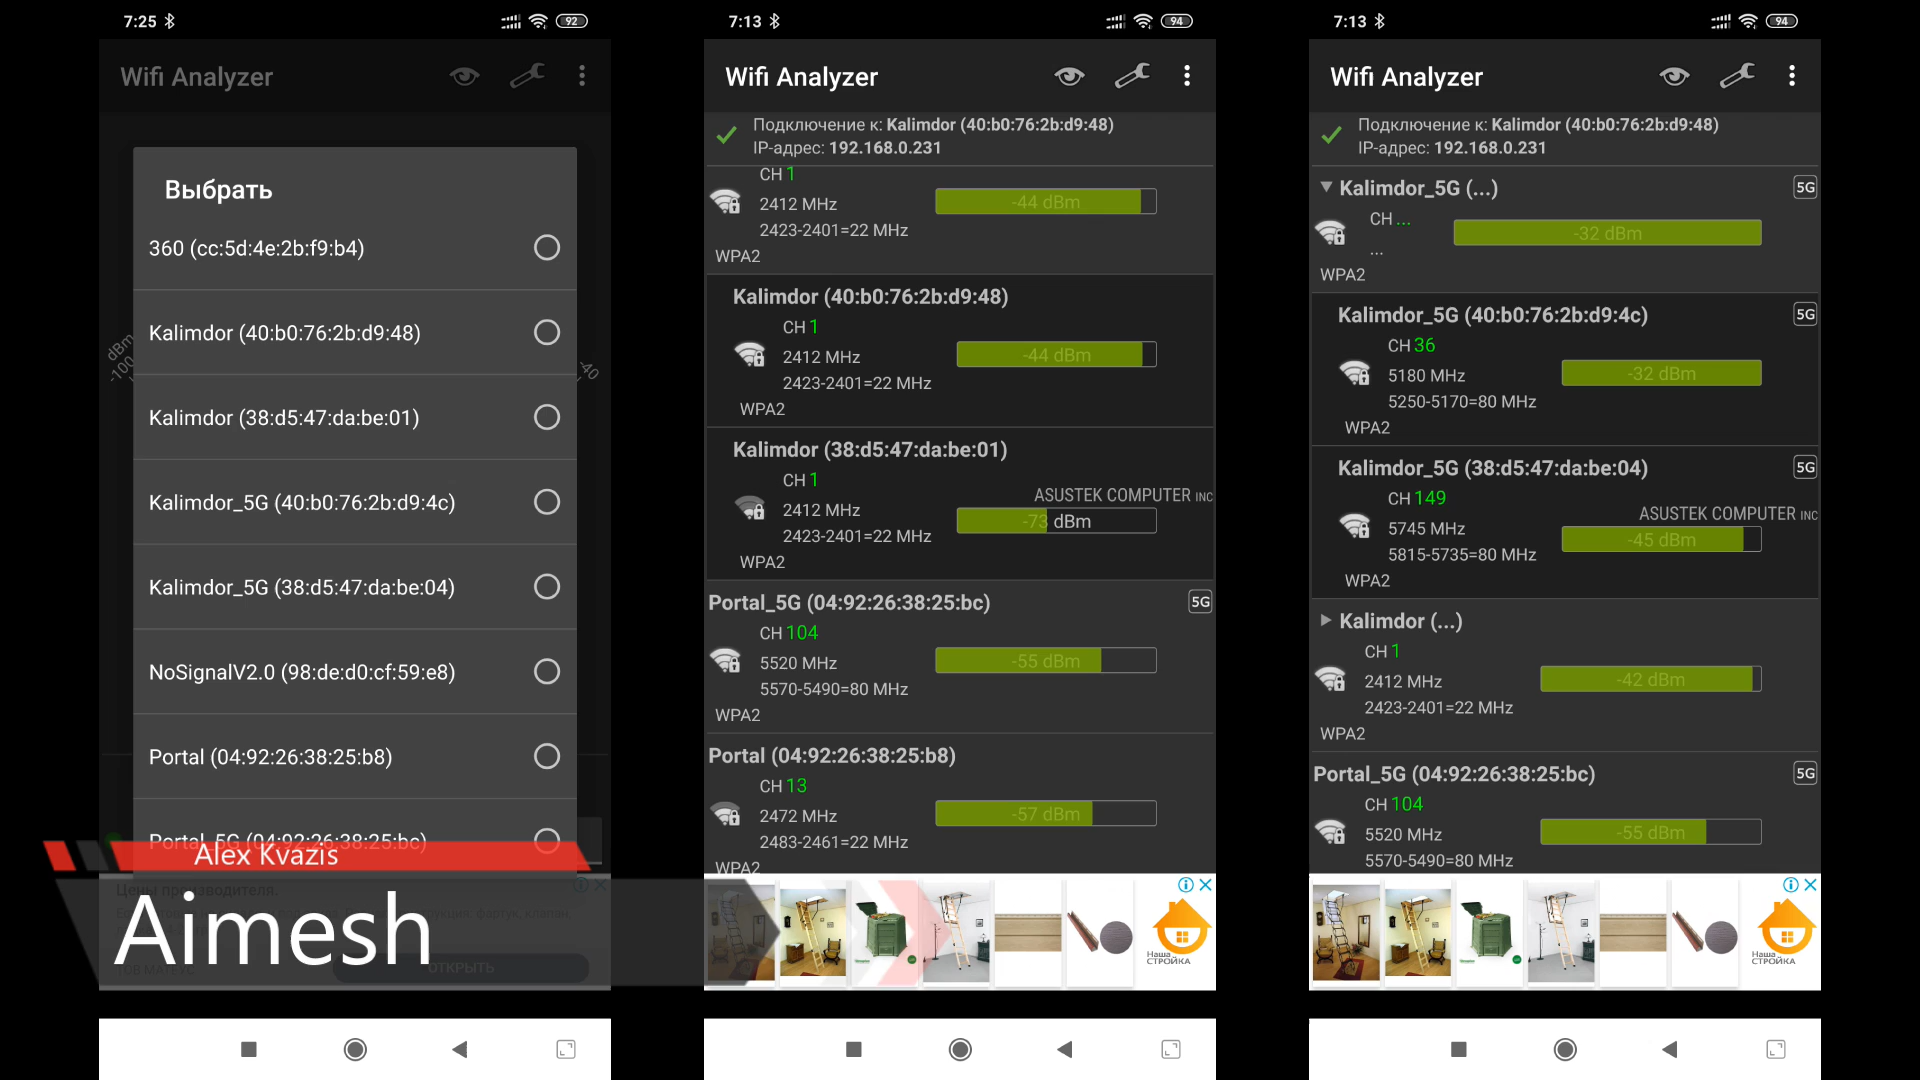 7:25
92
Wifi Analyzer
dBm
-100
-40
Выбрать
360 (cc:5d:4e:2b:f9:b4)
Kalimdor (40:b0:76:2b:d9:48)
Kalimdor (38:d5:47:da:be:01)
Kalimdor_5G (40:b0:76:2b:d9:4c)
Kalimdor_5G (38:d5:47:da:be:04)
NoSignalV2.0 (98:de:d0:cf:59:e8)
Portal (04:92:26:38:25:b8)
Portal_5G (04:92:26:38:25:bc)
Alex Kvazis
Цены производителя.
Aimesh
ОТКРЫТЬ
7:13
94
Wifi Analyzer
Подключение к: Kalimdor (40:b0:76:2b:d9:48)
IP-адрес: 192.168.0.231
CH 1
2412 MHz
-44 dBm
2423-2401=22 MHz
WPA2
Kalimdor (40:b0:76:2b:d9:48)
CH 1
2412 MHz
-44 dBm
2423-2401=22 MHz
WPA2
Kalimdor (38:d5:47:da:be:01)
CH 1
ASUSTEK COMPUTER INC
2412 MHz
-73 dBm
2423-2401=22 MHz
WPA2
Portal_5G (04:92:26:38:25:bc)
5G
CH 104
5520 MHz
-55 dBm
5570-5490=80 MHz
WPA2
Portal (04:92:26:38:25:b8)
CH 13
2472 MHz
-57 dBm
2483-2461=22 MHz
WPA2
Наша
СТРОЙКА
7:13
94
Wifi Analyzer
Подключение к: Kalimdor (40:b0:76:2b:d9:48)
IP-адрес: 192.168.0.231
Kalimdor_5G (...)
5G
CH ...
-32 dBm
...
WPA2
Kalimdor_5G (40:b0:76:2b:d9:4c)
5G
CH 36
5180 MHz
-32 dBm
5250-5170=80 MHz
WPA2
Kalimdor_5G (38:d5:47:da:be:04)
5G
CH 149
ASUSTEK COMPUTER INC
5745 MHz
-45 dBm
5815-5735=80 MHz
WPA2
Kalimdor (...)
CH 1
2412 MHz
-42 dBm
2423-2401=22 MHz
WPA2
Portal_5G (04:92:26:38:25:bc)
5G
CH 104
5520 MHz
-55 dBm
5570-5490=80 MHz
Наша
СТРОЙКА